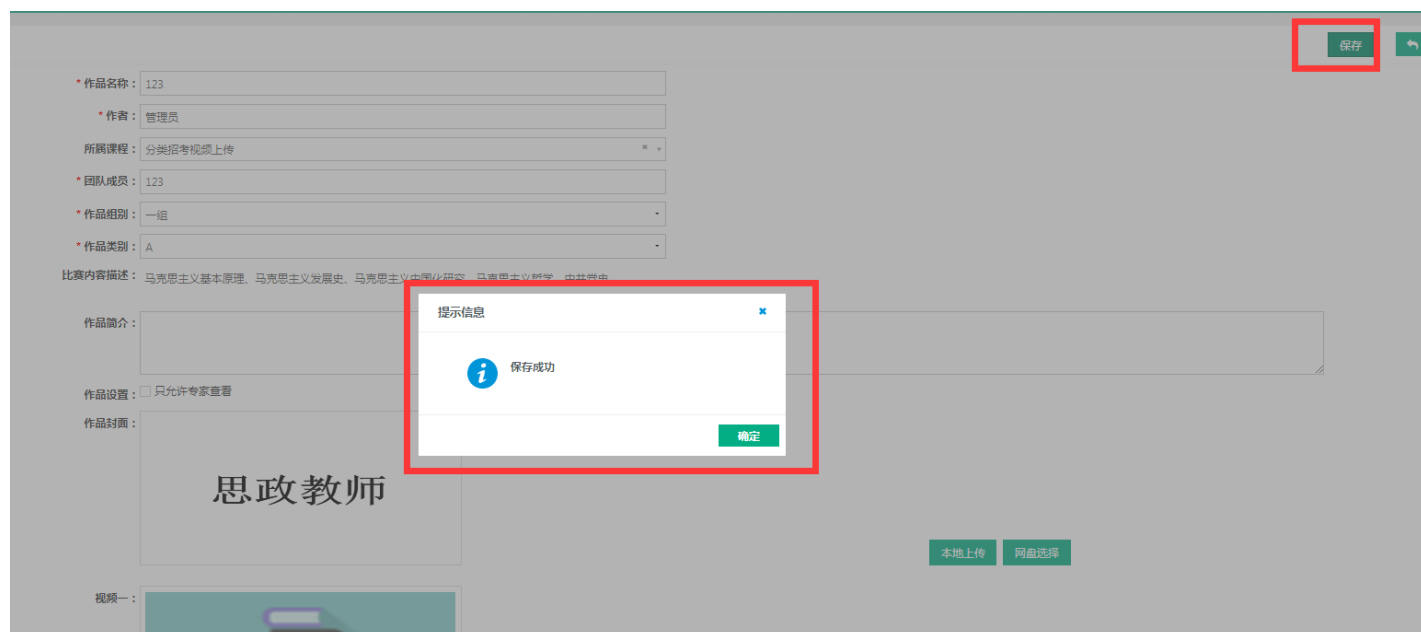 保存
*作品名称： 123
*作者： 管理员
所属课程： 分类招考视频上传
*团队成员： 123
*作品组别： 一组
*作品类别： A
比赛内容描述： 马克思主义基本原理、马克思主义发展史、马克思主义中国化研究、马克思主义哲学、中共党史
提示信息
作品简介：
保存成功
作品设置： 只允许专家查看
作品封面：
确定
思政教师
本地上传 网盘选择
视频一：